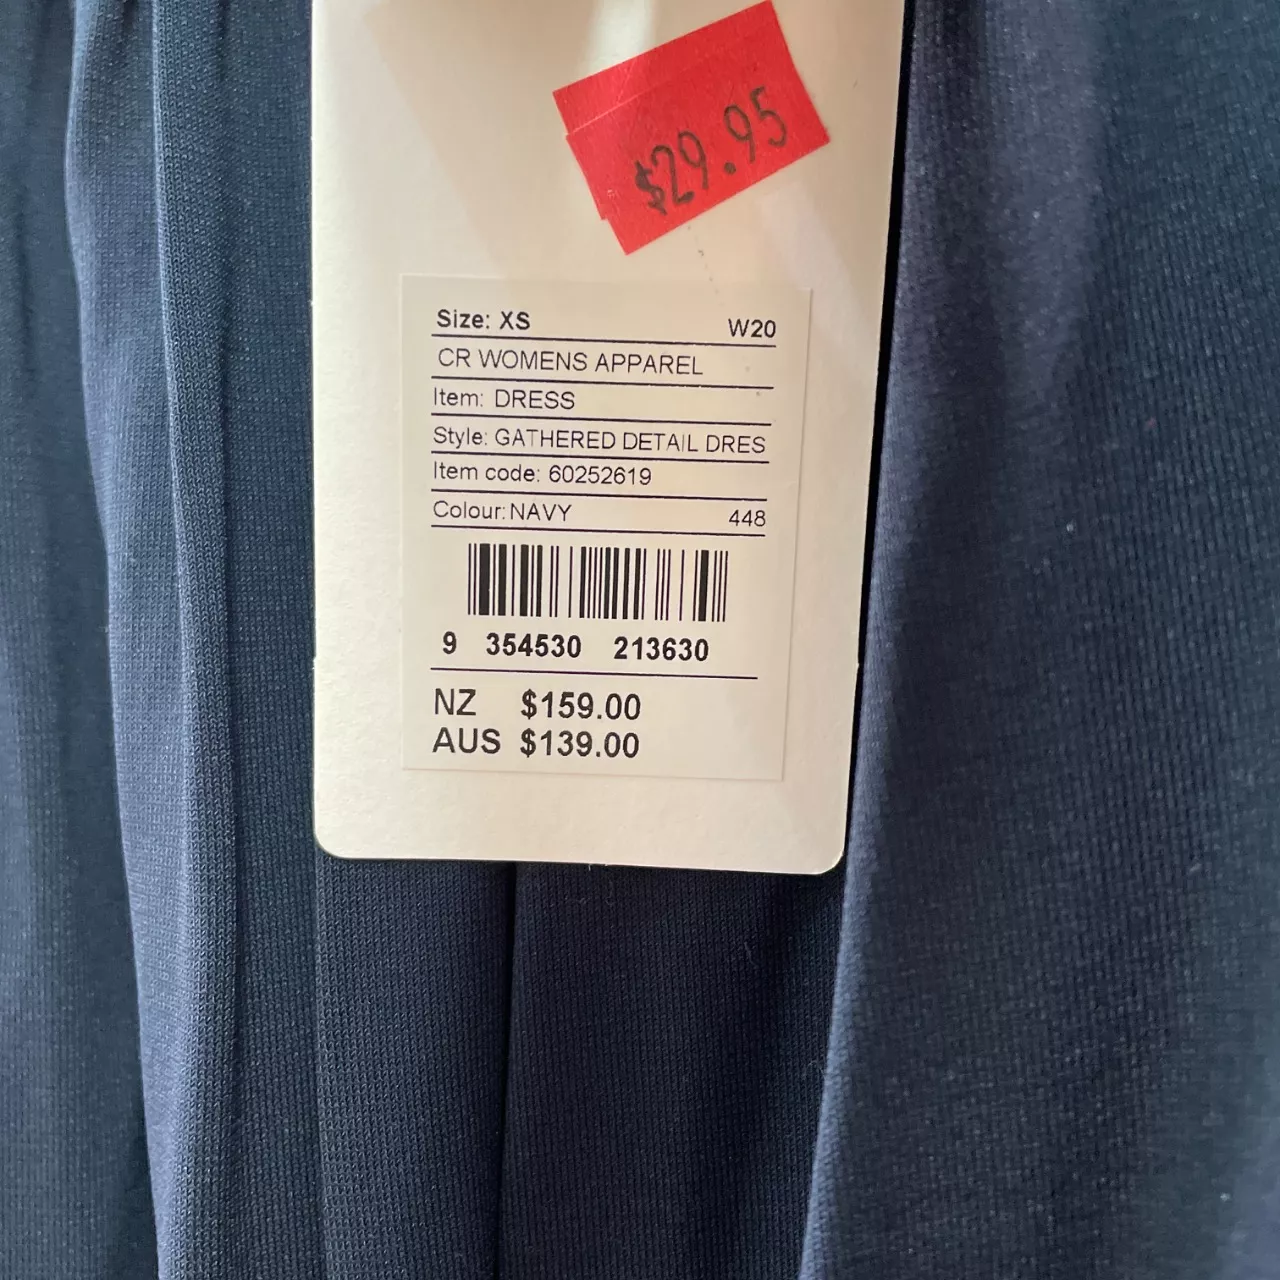 $29.95
Size: XS W20
CR WOMENS APPAREL
Item: DRESS
Style: GATHERED DETAIL DRES
Item code: 60252619
Colour: NAVY 448
9 354530 213630
NZ $159.00
AUS $139.00